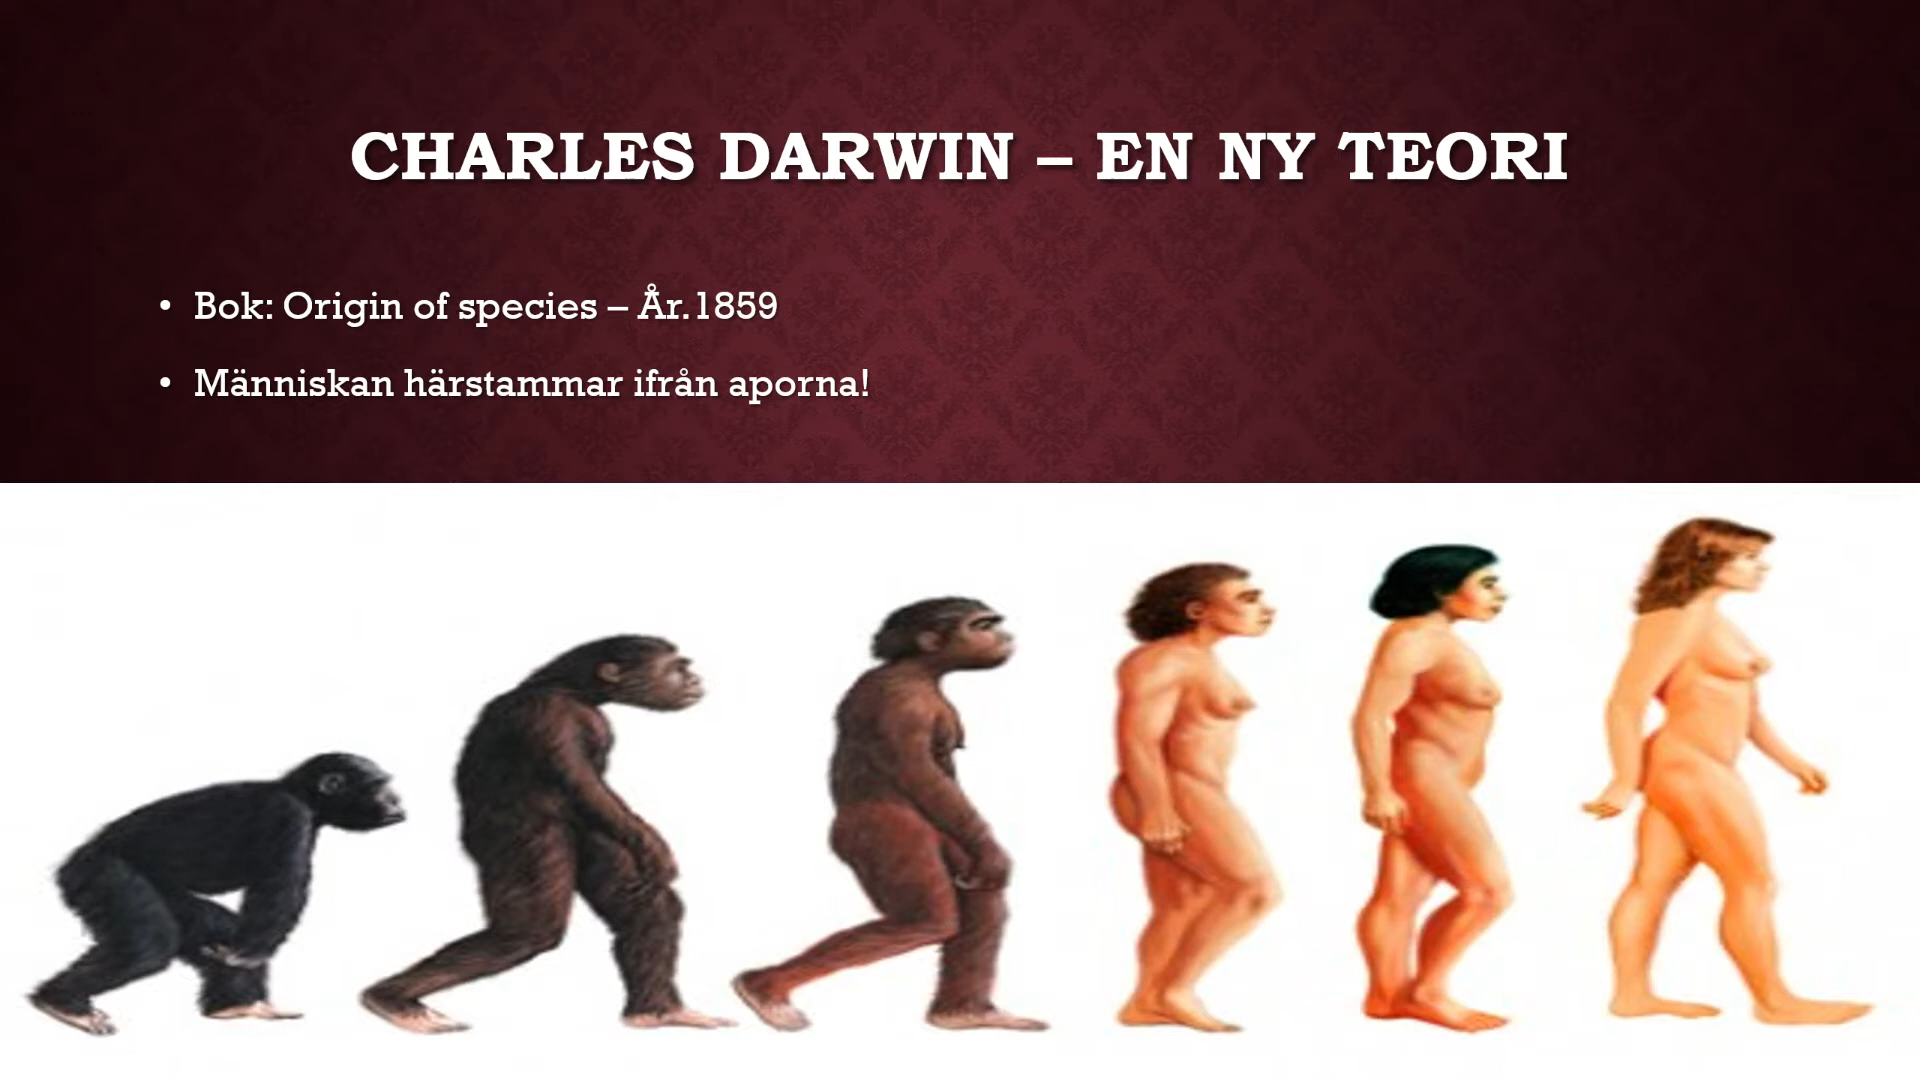 CHARLES DARWIN – EN NY TEORI
• Bok: Origin of species – År.1859
• Människan härstammar ifrån aporna!